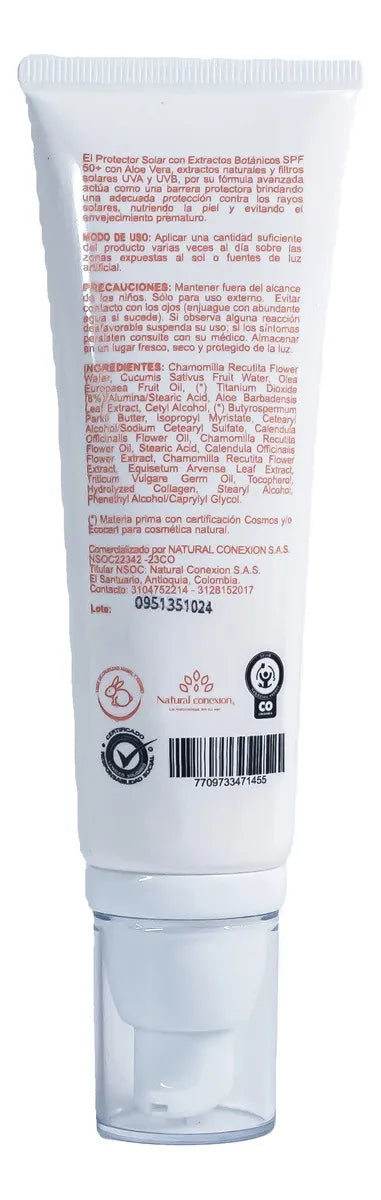 El Protector Solar con Extractos Botánicos SPF
50+ con Aloe Vera, extractos naturales y filtros
solares UVA y UVB, por su fórmula avanzada
actúa como una barrera protectora brindando
una adecuada protección contra los rayos
solares, nutriendo la piel y evitando el
envejecimiento prematuro.
MODO DE USO: Aplicar una cantidad suficiente
del producto varias veces al día sobre las
zonas expuestas al sol o fuentes de luz
artificial.
PRECAUCIONES: Mantener fuera del alcance
de los niños. Sólo para uso externo. Evitar
contacto con los ojos (enjuague con abundante
agua si sucede). Si observa alguna reacción
desfavorable suspenda su uso; si los síntomas
persisten consulte con su médico. Almacenar
en un lugar fresco, seco y protegido de la luz.
INGREDIENTES: Chamomilla Recutita Flower
Water, Cucumis Sativus Fruit Water, Olea
Europaea Fruit Oil, (*) Titanium Dioxide
(8%)/Alumina/Stearic Acid, Aloe Barbadensis
Leaf Extract, Cetyl Alcohol, (*) Butyrospermum
Parkii Butter, Isopropyl Myristate, Cetearyl
Alcohol/Sodium Cetearyl Sulfate, Calendula
Officinalis Flower Oil, Chamomilla Recutita
Flower Oil, Stearic Acid, Calendula Officinalis
Flower Extract, Chamomilla Recutita Flower
Extract, Equisetum Arvense Leaf Extract,
Triticum Vulgare Germ Oil, Tocopherol,
Hydrolyzed Collagen, Stearyl Alcohol,
Phenethyl Alcohol/Caprylyl Glycol.
(*) Materia prima con certificación Cosmos y/o
Ecocert para cosmética natural.
Comercializado por NATURAL CONEXION S.A.S.
NSOC22342 -23CO
Titular NSOC: Natural Conexion S.A.S.
El Santuario, Antioquia, Colombia.
Contacto: 3104752214 - 3128152017
Lote: 0951351024
Natural conexion
CO
CERTIFICADO
RESPONSABILIDAD SOCIAL
7709733471455